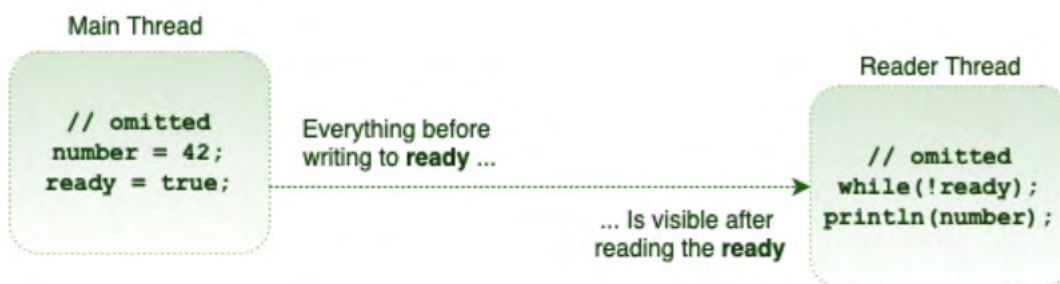 Main Thread
// omitted
number = 42;
ready = true;
Everything before
writing to ready ...
... Is visible after
reading the ready
Reader Thread
// omitted
while(!ready);
println(number);